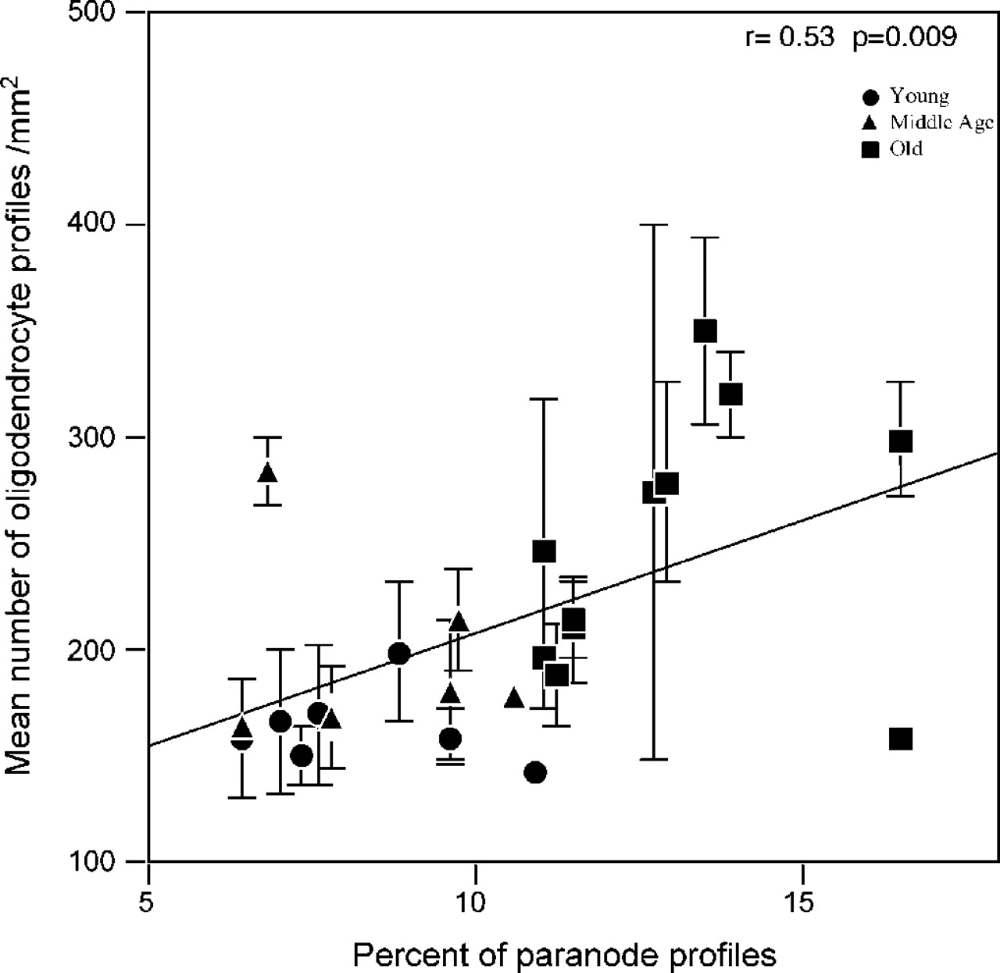 500
r= 0.53 p=0.009
Young
Middle Age
Old
400
300
200
100
5 10 15
Mean number of oligodendrocyte profiles /mm²
Percent of paranode profiles